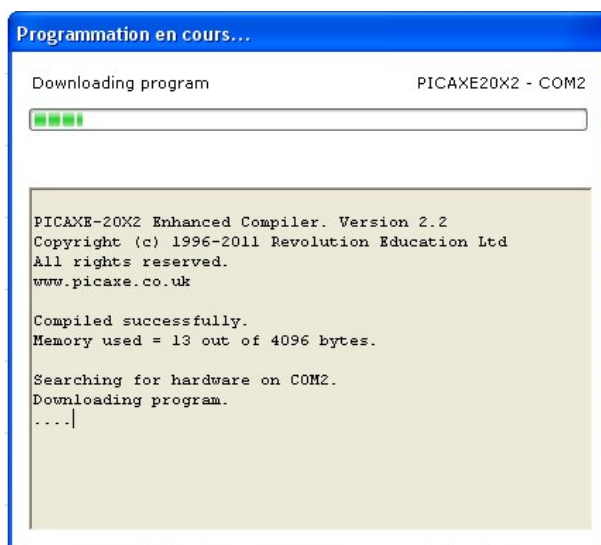 Programmation en cours...
Downloading program PICAXE20X2 - COM2
PICAXE-20X2 Enhanced Compiler. Version 2.2
Copyright (c) 1996-2011 Revolution Education Ltd
All rights reserved.
www.picaxe.co.uk
Compiled successfully.
Memory used = 13 out of 4096 bytes.
Searching for hardware on COM2.
Downloading program.
....